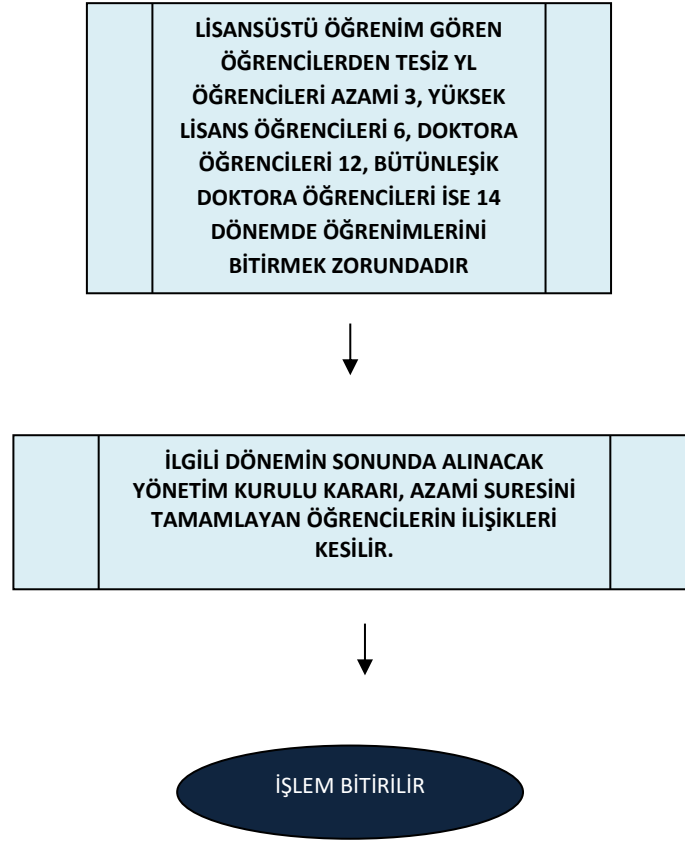 LİSANSÜSTÜ ÖĞRENİM GÖREN
ÖĞRENCİLERDEN TESİZ YL
ÖĞRENCİLERİ AZAMİ 3, YÜKSEK
LİSANS ÖĞRENCİLERİ 6, DOKTORA
ÖĞRENCİLERİ 12, BÜTÜNLEŞİK
DOKTORA ÖĞRENCİLERİ İSE 14
DÖNEMDE ÖĞRENİMLERİNİ
BİTİRMEK ZORUNDADIR
İLGİLİ DÖNEMİN SONUNDA ALINACAK
YÖNETİM KURULU KARARI, AZAMİ SURESİNİ
TAMAMLAYAN ÖĞRENCİLERİN İLİŞİKLERİ
KESİLİR.
İŞLEM BİTİRİLİR